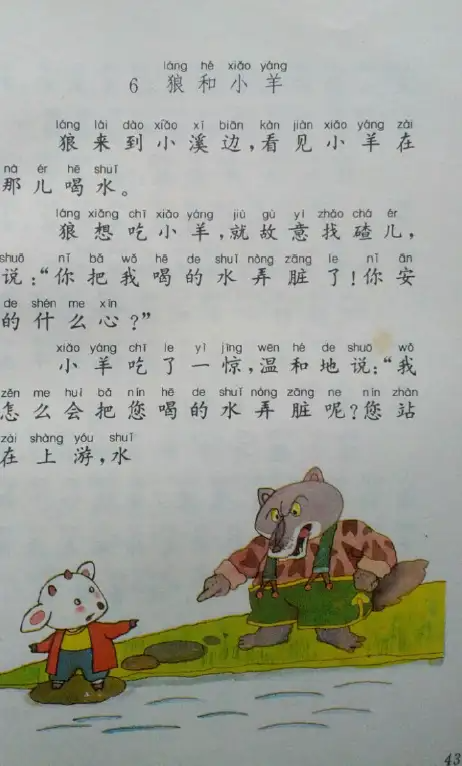 láng hé xiǎo yáng
6 狼和小羊
láng lái dào xiǎo xī biān kàn jiàn xiǎo yáng zài
狼来到小溪边,看见小羊在
nà ér hē shuǐ
那儿喝水。
láng xiǎng chī xiǎo yáng jiù gù yì zhǎo chá ér
狼想吃小羊,就故意找碴儿,
shuō nǐ bǎ wǒ hē de shuǐ nòng zāng le nǐ ān
说:“你把我喝的水弄脏了!你安
de shén me xīn
的什么心?”
xiǎo yáng chī le yì jīng wēn hé de shuō wǒ
小羊吃了一惊,温和地说:“我
zěn me huì bǎ nín hē de shuǐ nòng zāng ne nín zhàn
怎么会把您喝的水弄脏呢?您站
zài shàng yóu shuǐ
在上游,水
43